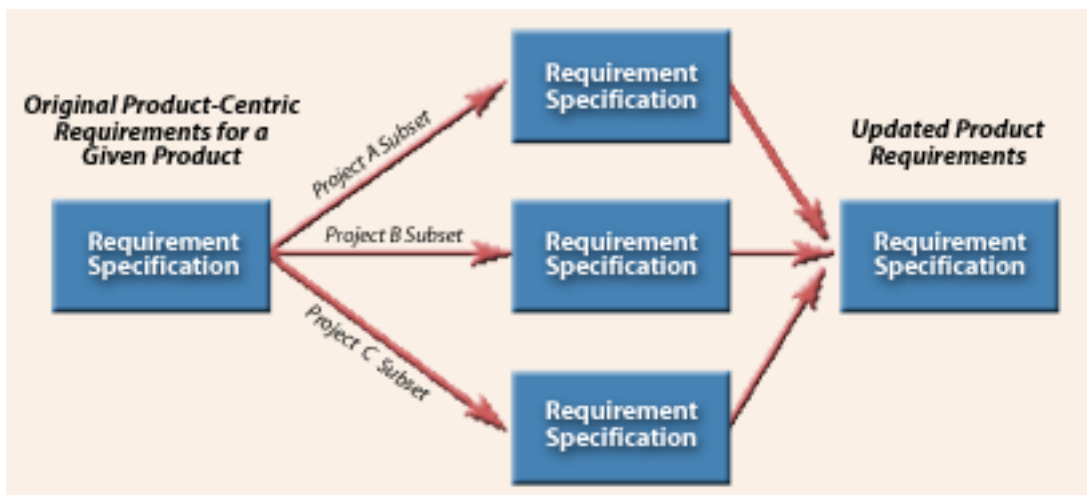 Original Product-Centric
Requirements for a
Given Product
Requirement
Specification
Project A Subset
Project B Subset
Project C Subset
Requirement
Specification
Requirement
Specification
Requirement
Specification
Updated Product
Requirements
Requirement
Specification